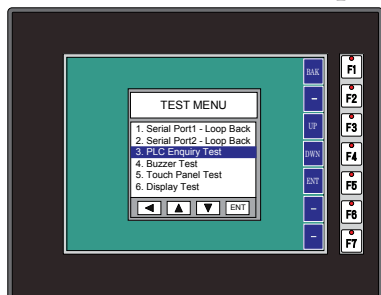 TEST MENU
1. Serial Port1 - Loop Back
2. Serial Port2 - Loop Back
3. PLC Enquiry Test
4. Buzzer Test
5. Touch Panel Test
6. Display Test
ENT
BAK
–
UP
DWN
ENT
–
–
F1
F2
F3
F4
F5
F6
F7